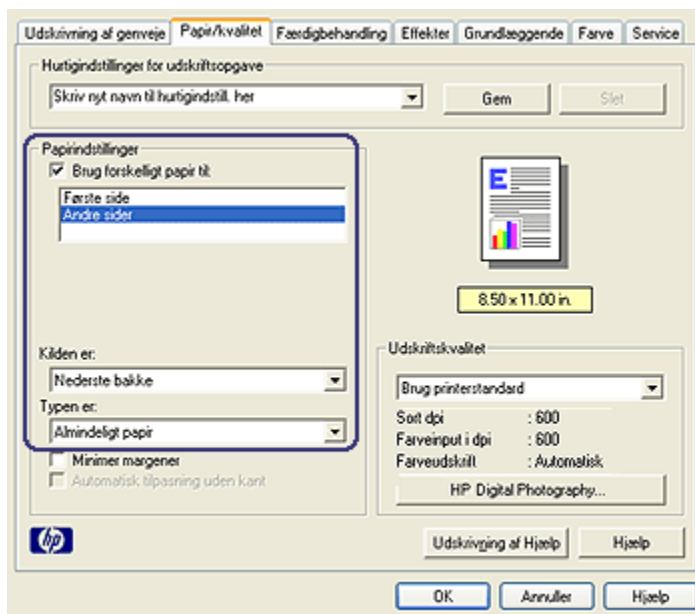 Udskrivning af genveje Papir/kvalitet Færdigbehandling Effekter Grundlæggende Farve Service
Hurtigindstillinger for udskriftsopgave
Skriv nyt navn til hurtigindstill. her Gem Slet
Papirindstillinger
Brug forskelligt papir til:
Første side
Andre sider
E
8.50 x 11.00 in.
Kilden er:
Nederste bakke
Typen er:
Almindeligt papir
Minimer margener
Automatisk tilpasning uden kant
Udskriftskvalitet
Brug printerstandard
Sort dpi : 600
Farveinput i dpi : 600
Farveudskrift : Automatisk
HP Digital Photography...
hp
Udskrivning af Hjælp Hjælp
OK Annuller Hjælp